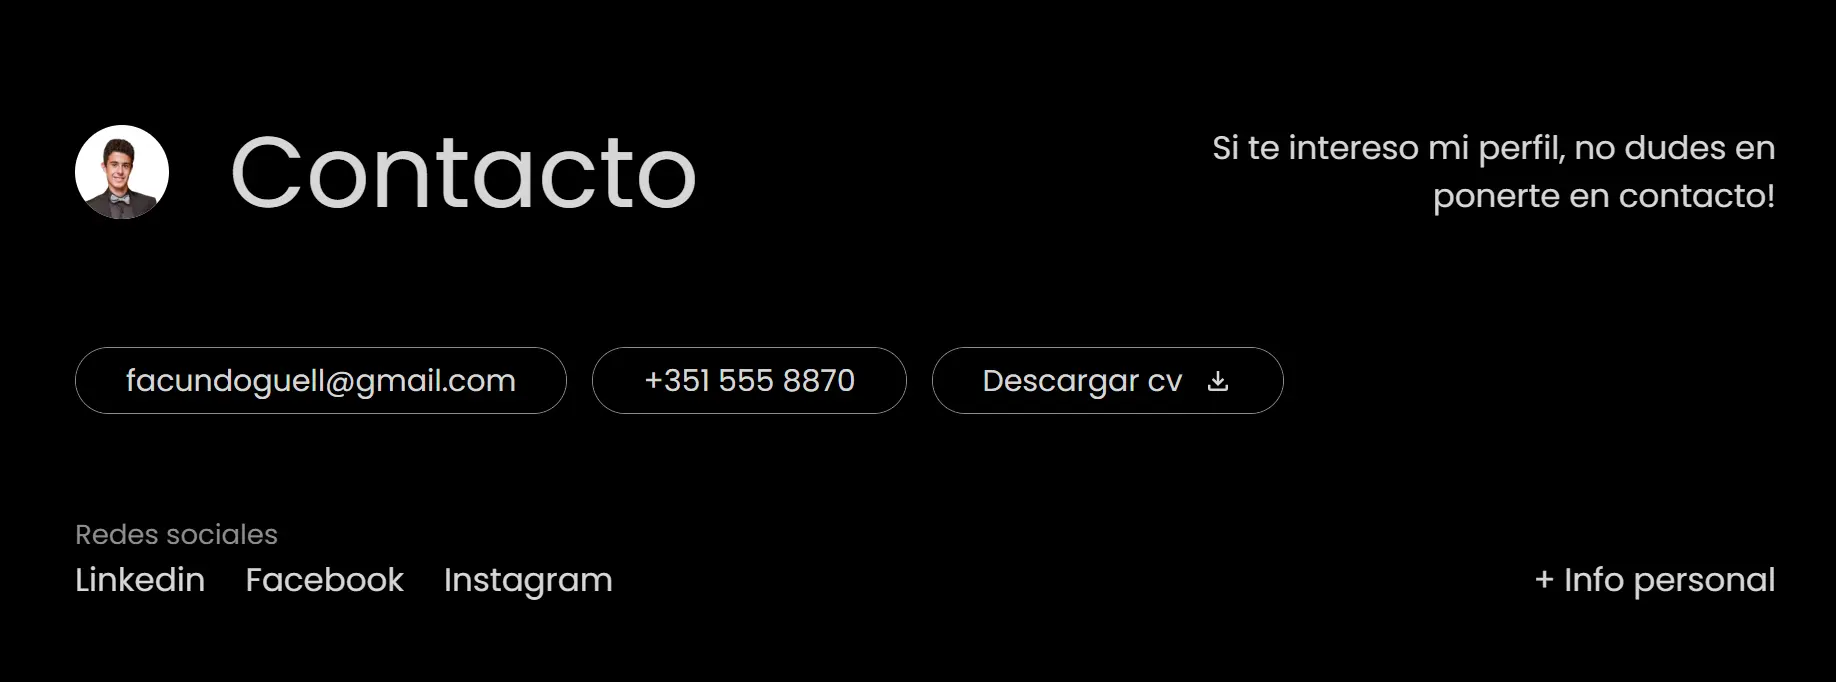 Contacto
Si te intereso mi perfil, no dudes en
ponerte en contacto!
facundoguell@gmail.com
+351 555 8870
Descargar cv
Redes sociales
Linkedin Facebook Instagram
+ Info personal